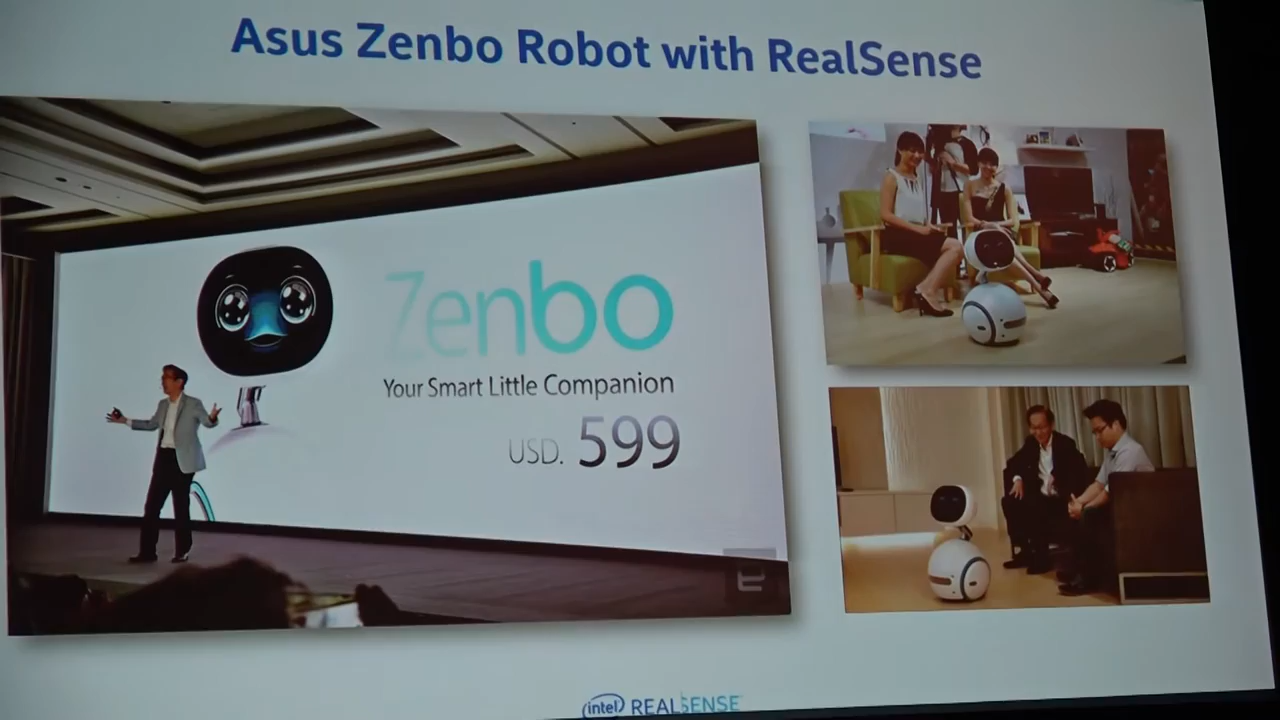 Asus Zenbo Robot with RealSense
Zenbo
Your Smart Little Companion
USD. 599
intel REALSENSE